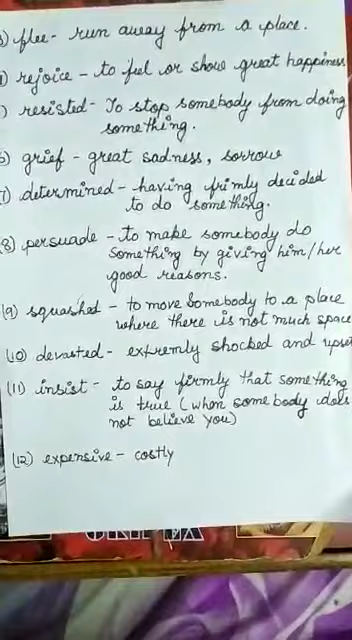 ) flee - run away from a place.
) rejoice - to feel or show great happiness
) resisted - To stop somebody from doing
something.
6) grief - great sadness, sorrow
7) determined - having frimly decided
to do something.
(8) persuade - to make somebody do
something by giving him/her
good reasons.
(9) squashed - to move somebody to a place
where there is not much space
(10) devasted - extremly shocked and upset
(11) insist - to say firmly that something
is true (when somebody does
not believe you)
(12) expensive - costly